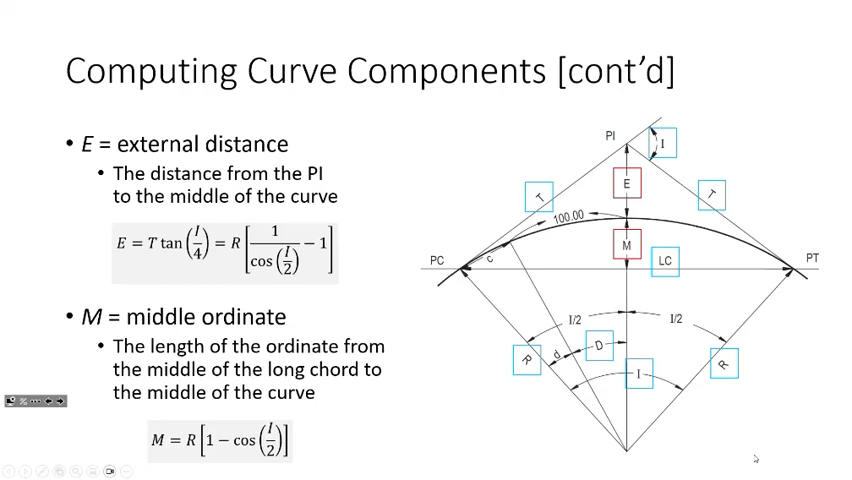 Computing Curve Components [cont'd]
• E = external distance
• The distance from the PI
to the middle of the curve
E = T tan(I/4) = R[1/cos(I/2) − 1]
• M = middle ordinate
• The length of the ordinate from
the middle of the long chord to
the middle of the curve
M = R[1 − cos(I/2)]
PI
I
E
T
T
100.00
M
PC
c
LC
PT
I/2
I/2
d
D
R
R
I